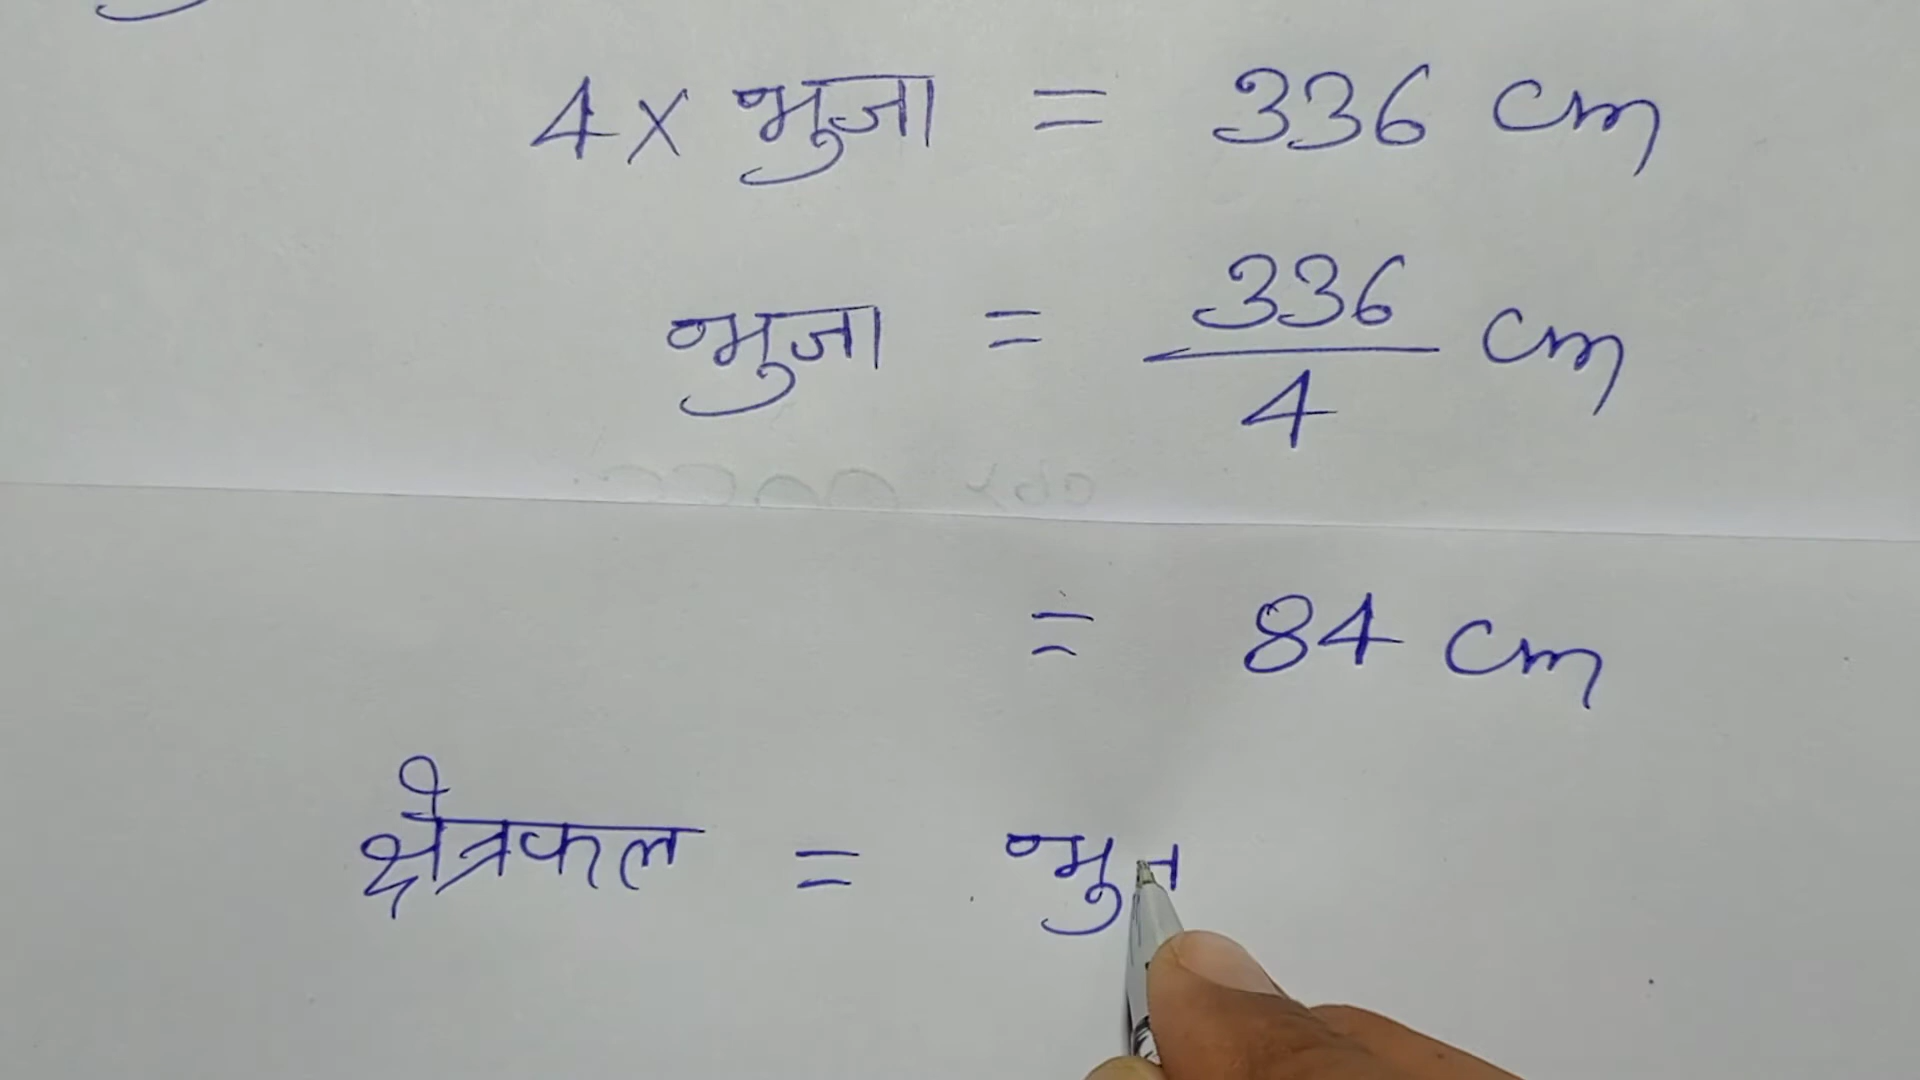 4 × भुजा = 336 cm
भुजा = 336/4 cm
= 84 cm
क्षेत्रफल =